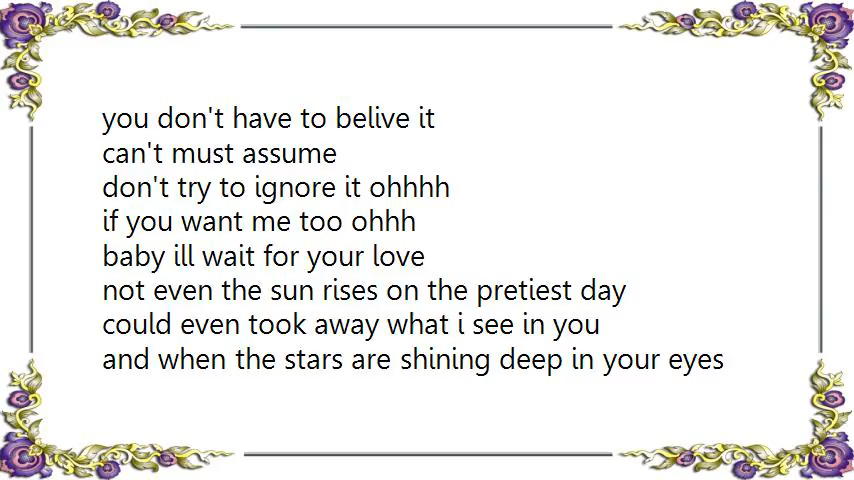 you don't have to belive it
can't must assume
don't try to ignore it ohhhh
if you want me too ohhh
baby ill wait for your love
not even the sun rises on the pretiest day
could even took away what i see in you
and when the stars are shining deep in your eyes